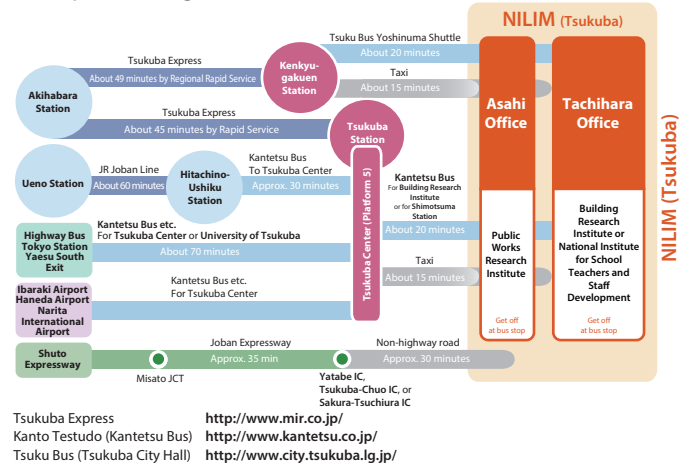 NILIM (Tsukuba)
Tsuku Bus Yoshinuma Shuttle
About 20 minutes
Tsukuba Express
About 49 minutes by Regional Rapid Service
Kenkyu-
gakuen
Station
Taxi
About 15 minutes
Akihabara
Station
Tsukuba Express
About 45 minutes by Rapid Service
Tsukuba
Station
Asahi
Office
Tachihara
Office
NILIM (Tsukuba)
Ueno Station
JR Joban Line
About 60 minutes
Hitachino-
Ushiku
Station
Kantetsu Bus
To Tsukuba Center
Approx. 30 minutes
Tsukuba Center (Platform 5)
Kantetsu Bus
For Building Research
Institute
or for Shimotsuma
Station
About 20 minutes
Highway Bus
Tokyo Station
Yaesu South
Exit
Kantetsu Bus etc.
For Tsukuba Center or University of Tsukuba
About 70 minutes
Taxi
About 15 minutes
Public
Works
Research
Institute
Get off
at bus stop
Building
Research
Institute or
National Institute
for School
Teachers and
Staff
Development
Get off
at bus stop
Ibaraki Airport
Haneda Airport
Narita
International
Airport
Kantetsu Bus etc.
For Tsukuba Center
Shuto
Expressway
Joban Expressway
Approx. 35 min
Non-highway road
Approx. 30 minutes
Misato JCT
Yatabe IC,
Tsukuba-Chuo IC, or
Sakura-Tsuchiura IC
Tsukuba Express http://www.mir.co.jp/
Kanto Testudo (Kantetsu Bus) http://www.kantetsu.co.jp/
Tsuku Bus (Tsukuba City Hall) http://www.city.tsukuba.lg.jp/